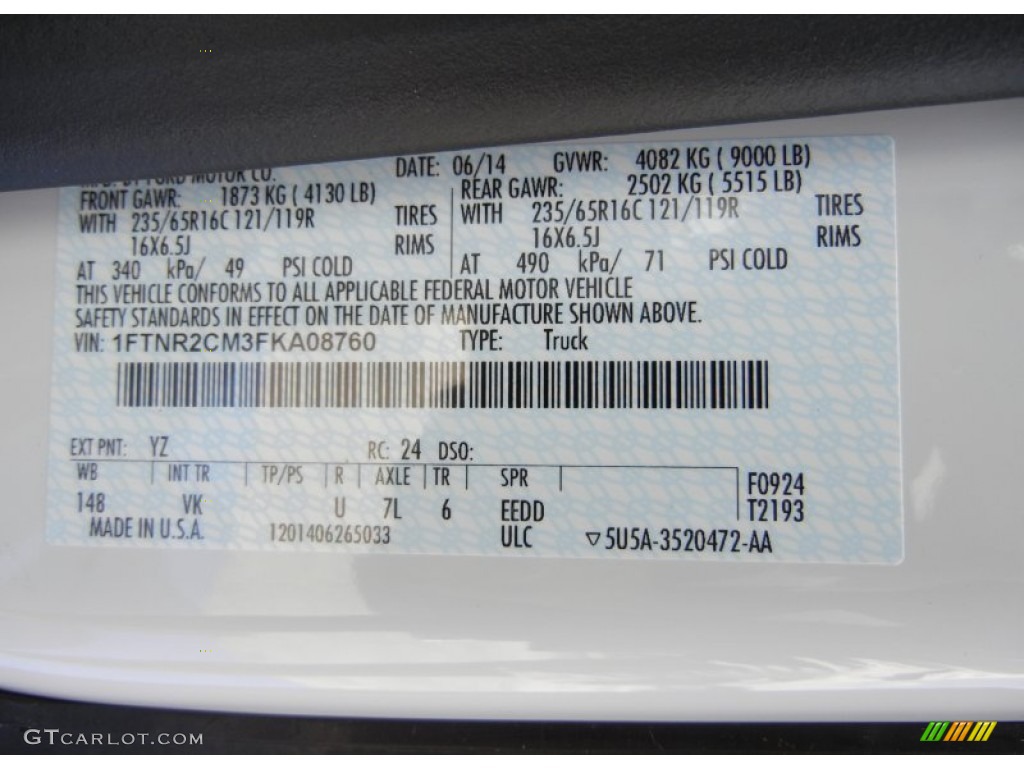 MFG. BY FORD MOTOR CO. DATE: 06/14 GVWR: 4082 KG ( 9000 LB)
FRONT GAWR: 1873 KG ( 4130 LB) REAR GAWR: 2502 KG ( 5515 LB)
WITH 235/65R16C 121/119R TIRES WITH 235/65R16C 121/119R TIRES
16X6.5J RIMS 16X6.5J RIMS
AT 340 kPa/ 49 PSI COLD AT 490 kPa/ 71 PSI COLD
THIS VEHICLE CONFORMS TO ALL APPLICABLE FEDERAL MOTOR VEHICLE
SAFETY STANDARDS IN EFFECT ON THE DATE OF MANUFACTURE SHOWN ABOVE.
VIN: 1FTNR2CM3FKA08760 TYPE: Truck
EXT PNT: YZ RC: 24 DSO:
WB INT TR TP/PS R AXLE TR SPR F0924
148 VK U 7L 6 EEDD T2193
MADE IN U.S.A. 1201406265033 ULC ▽5U5A-3520472-AA
GTCARLOT.COM